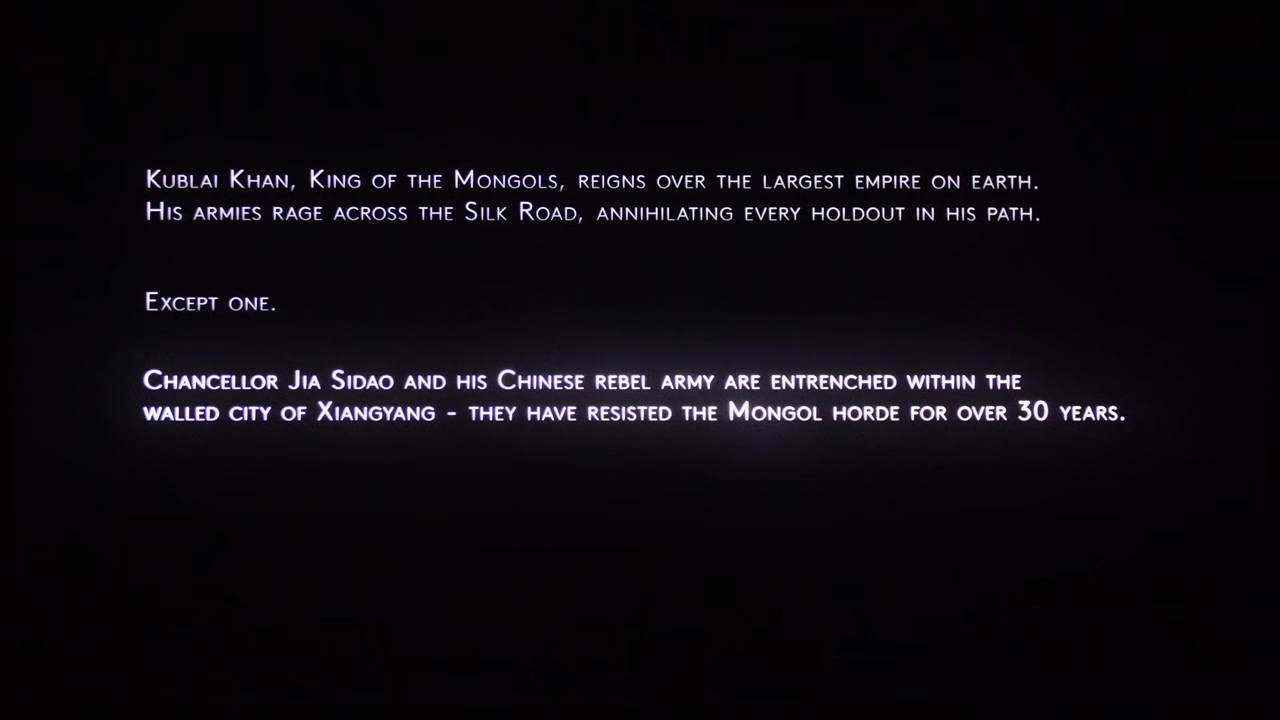 Kublai Khan, King of the Mongols, reigns over the largest empire on earth.
His armies rage across the Silk Road, annihilating every holdout in his path.
Except one.
Chancellor Jia Sidao and his Chinese rebel army are entrenched within the
walled city of Xiangyang - they have resisted the Mongol horde for over 30 years.